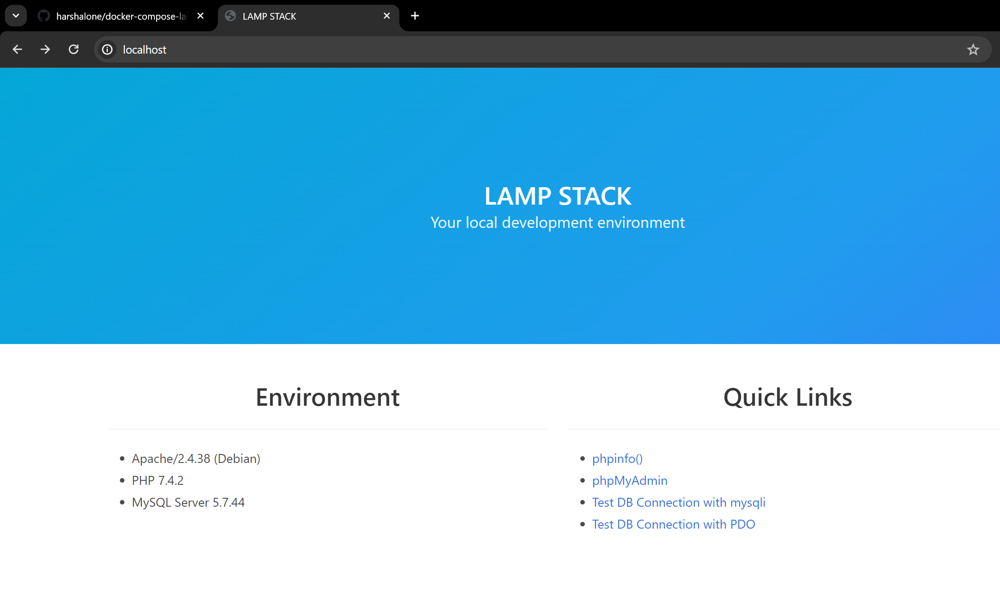 harshalone/docker-compose-la
LAMP STACK
localhost
LAMP STACK
Your local development environment
Environment
Apache/2.4.38 (Debian)
PHP 7.4.2
MySQL Server 5.7.44
Quick Links
phpinfo()
phpMyAdmin
Test DB Connection with mysqli
Test DB Connection with PDO